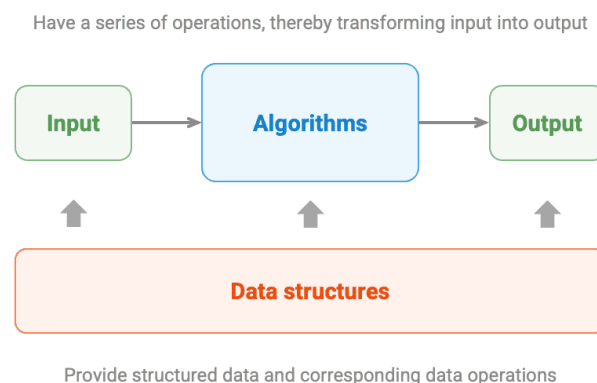 Have a series of operations, thereby transforming input into output
Input
Algorithms
Output
Data structures
Provide structured data and corresponding data operations